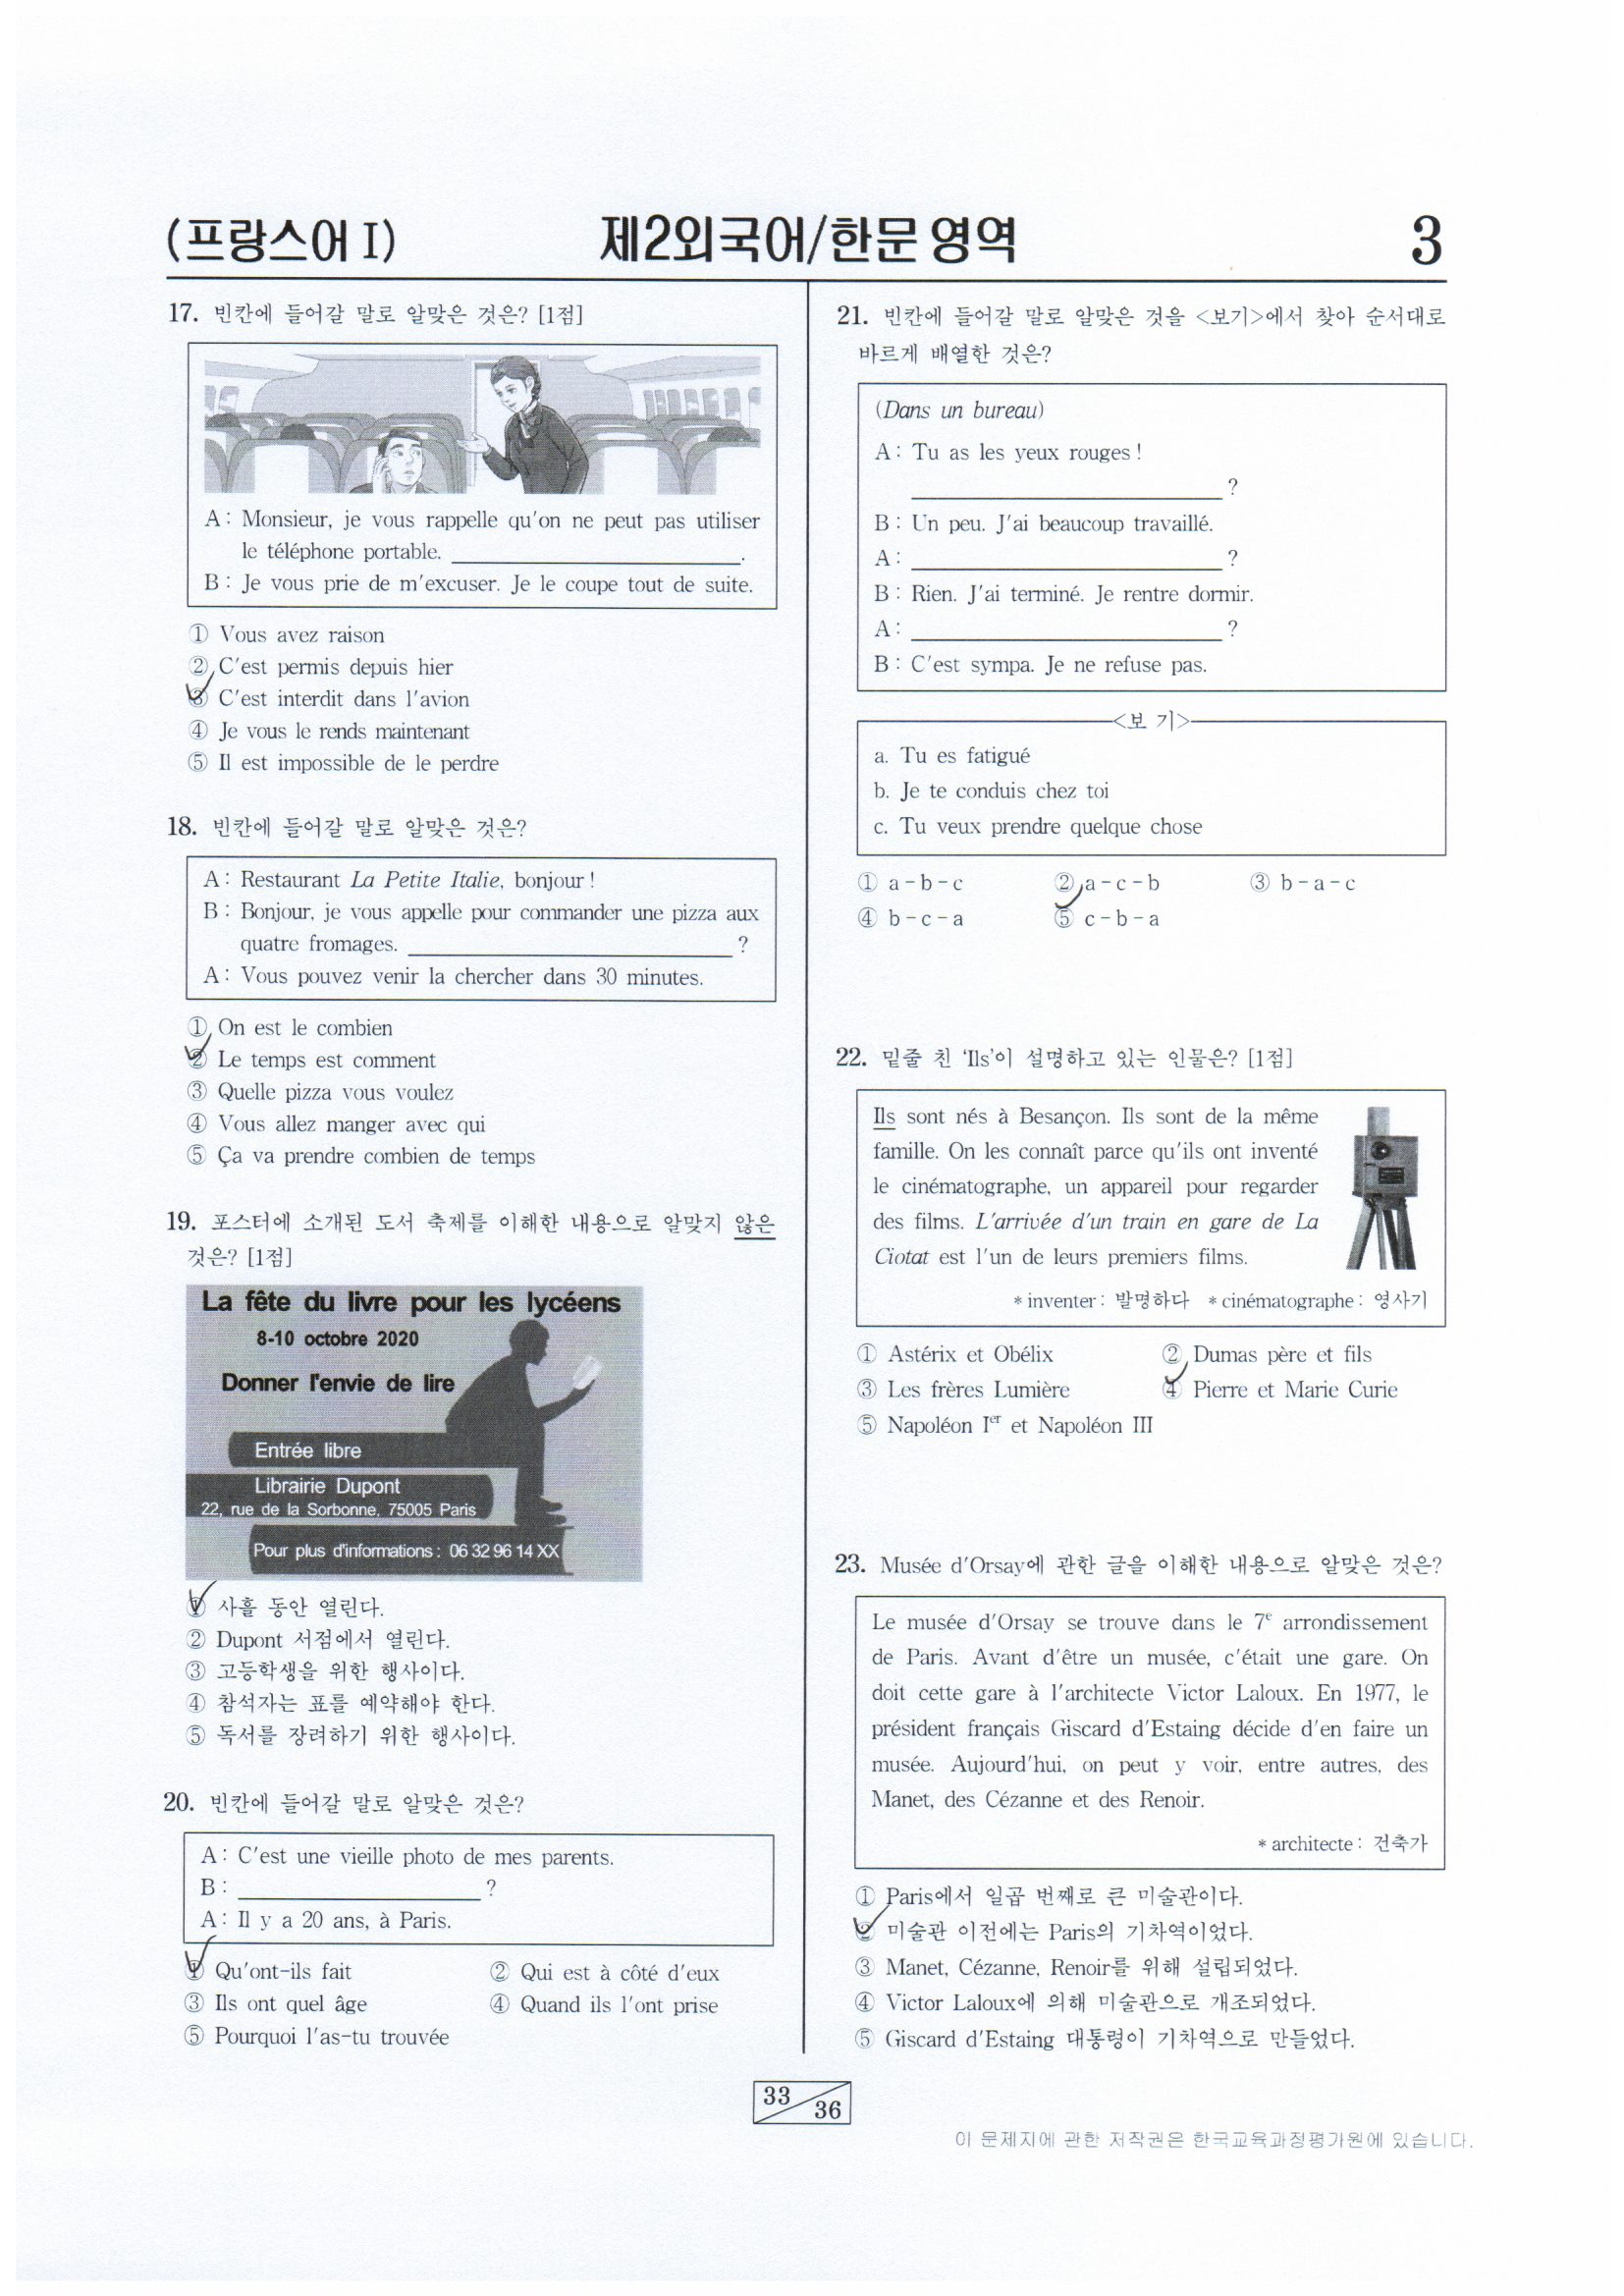 (프랑스어 I)
제2외국어/한문 영역
3
17. 빈칸에 들어갈 말로 알맞은 것은? [1점]
A : Monsieur, je vous rappelle qu'on ne peut pas utiliser
le téléphone portable. ____________________.
B : Je vous prie de m'excuser. Je le coupe tout de suite.
① Vous avez raison
② C'est permis depuis hier
③ C'est interdit dans l'avion
④ Je vous le rends maintenant
⑤ Il est impossible de le perdre
18. 빈칸에 들어갈 말로 알맞은 것은?
A : Restaurant La Petite Italie, bonjour !
B : Bonjour, je vous appelle pour commander une pizza aux
quatre fromages. ____________________ ?
A : Vous pouvez venir la chercher dans 30 minutes.
① On est le combien
② Le temps est comment
③ Quelle pizza vous voulez
④ Vous allez manger avec qui
⑤ Ça va prendre combien de temps
19. 포스터에 소개된 도서 축제를 이해한 내용으로 알맞지 않은
것은? [1점]
La fête du livre pour les lycéens
8-10 octobre 2020
Donner l'envie de lire
Entrée libre
Librairie Dupont
22, rue de la Sorbonne, 75005 Paris
Pour plus d'informations : 06 32 96 14 XX
① 사흘 동안 열린다.
② Dupont 서점에서 열린다.
③ 고등학생을 위한 행사이다.
④ 참석자는 표를 예약해야 한다.
⑤ 독서를 장려하기 위한 행사이다.
20. 빈칸에 들어갈 말로 알맞은 것은?
A : C'est une vieille photo de mes parents.
B : ____________________ ?
A : Il y a 20 ans, à Paris.
① Qu'ont-ils fait ② Qui est à côté d'eux
③ Ils ont quel âge ④ Quand ils l'ont prise
⑤ Pourquoi l'as-tu trouvée
21. 빈칸에 들어갈 말로 알맞은 것을 <보기>에서 찾아 순서대로
바르게 배열한 것은?
(Dans un bureau)
A : Tu as les yeux rouges !
____________________ ?
B : Un peu. J'ai beaucoup travaillé.
A : ____________________ ?
B : Rien. J'ai terminé. Je rentre dormir.
A : ____________________ ?
B : C'est sympa. Je ne refuse pas.
<보 기>
a. Tu es fatigué
b. Je te conduis chez toi
c. Tu veux prendre quelque chose
① a - b - c ② a - c - b ③ b - a - c
④ b - c - a ⑤ c - b - a
22. 밑줄 친 'Ils'이 설명하고 있는 인물은? [1점]
Ils sont nés à Besançon. Ils sont de la même
famille. On les connaît parce qu'ils ont inventé
le cinématographe, un appareil pour regarder
des films. L'arrivée d'un train en gare de La
Ciotat est l'un de leurs premiers films.
* inventer : 발명하다 * cinématographe : 영사기
① Astérix et Obélix ② Dumas père et fils
③ Les frères Lumière ④ Pierre et Marie Curie
⑤ Napoléon Ier et Napoléon III
23. Musée d'Orsay에 관한 글을 이해한 내용으로 알맞은 것은?
Le musée d'Orsay se trouve dans le 7e arrondissement
de Paris. Avant d'être un musée, c'était une gare. On
doit cette gare à l'architecte Victor Laloux. En 1977, le
président français Giscard d'Estaing décide d'en faire un
musée. Aujourd'hui, on peut y voir, entre autres, des
Manet, des Cézanne et des Renoir.
* architecte : 건축가
① Paris에서 일곱 번째로 큰 미술관이다.
② 미술관 이전에는 Paris의 기차역이었다.
③ Manet, Cézanne, Renoir를 위해 설립되었다.
④ Victor Laloux에 의해 미술관으로 개조되었다.
⑤ Giscard d'Estaing 대통령이 기차역으로 만들었다.
33
36
이 문제지에 관한 저작권은 한국교육과정평가원에 있습니다.